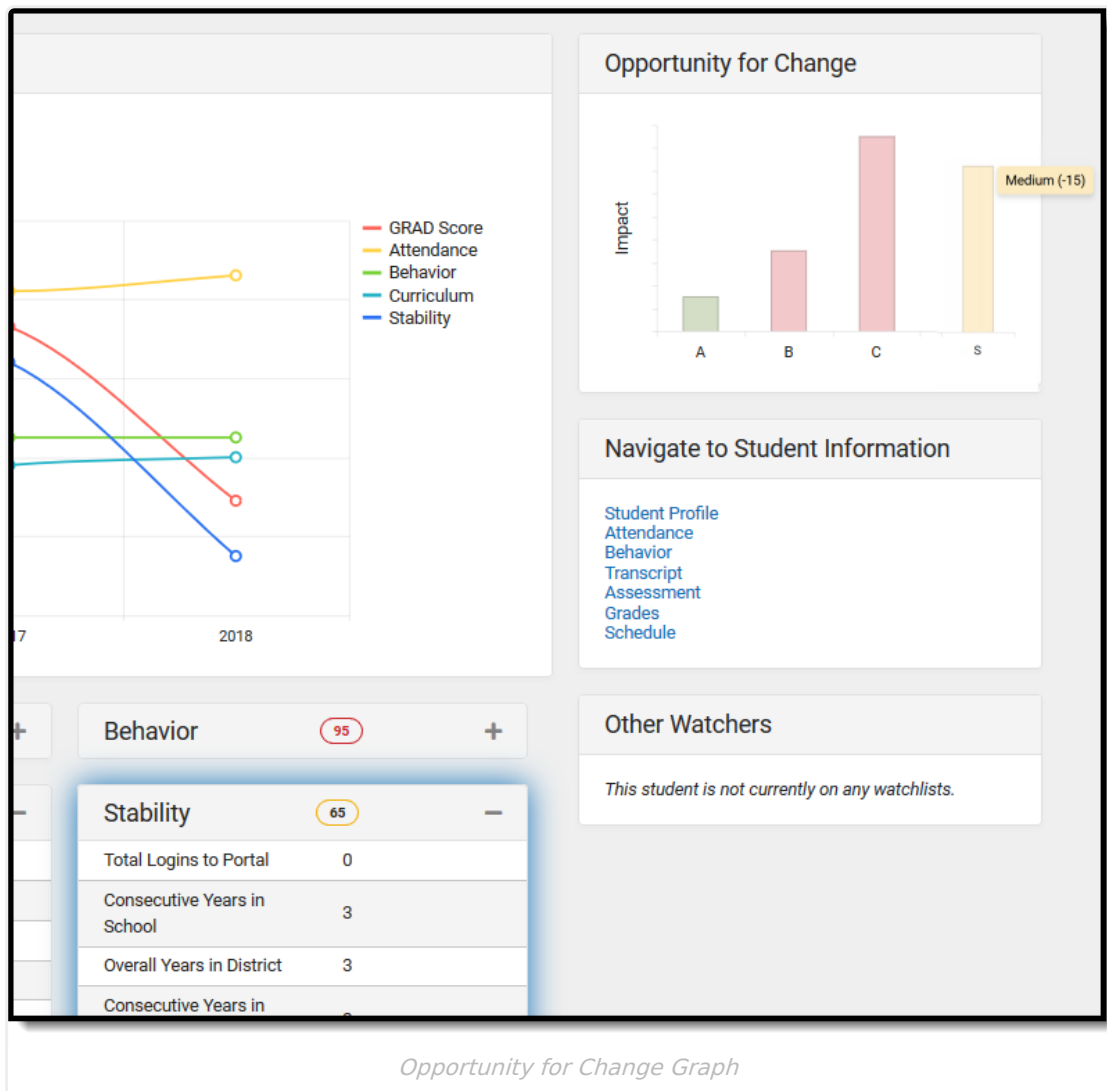 Opportunity for Change
Impact
Medium (-15)
A
B
C
S
GRAD Score
Attendance
Behavior
Curriculum
Stability
17
2018
Navigate to Student Information
Student Profile
Attendance
Behavior
Transcript
Assessment
Grades
Schedule
Behavior 95
Stability 65
Total Logins to Portal 0
Consecutive Years in
School 3
Overall Years in District 3
Consecutive Years in
Other Watchers
This student is not currently on any watchlists.
Opportunity for Change Graph